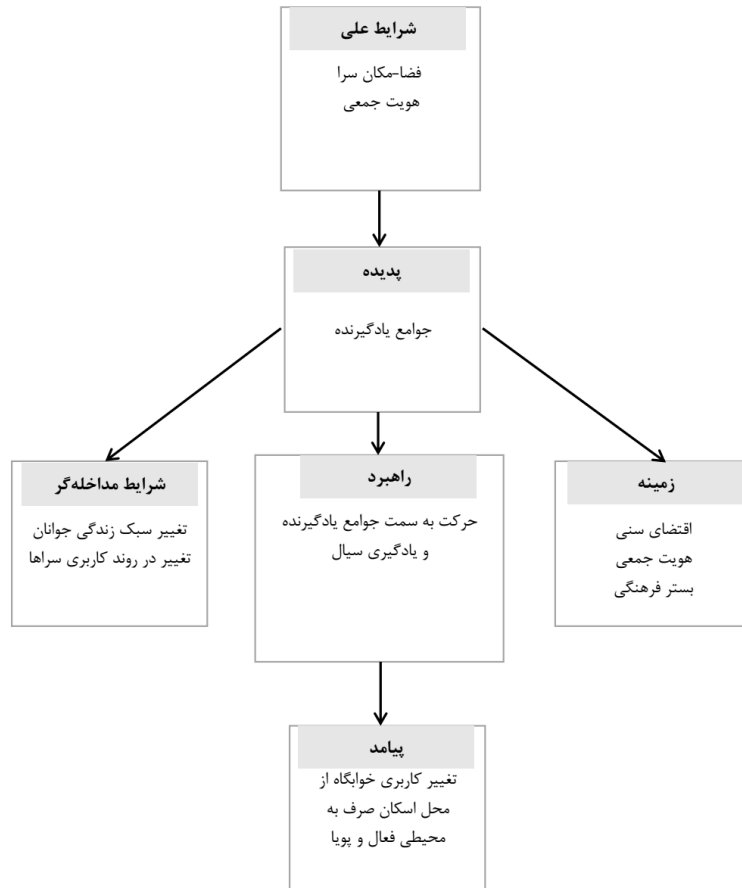 شرایط علی
فضا-مکان سرا
هویت جمعی
پدیده
جوامع یادگیرنده
زمینه
اقتضای سنی
هویت جمعی
بستر فرهنگی
راهبرد
حرکت به سمت جوامع یادگیرنده
و یادگیری سیال
شرایط مداخله‌گر
تغییر سبک زندگی جوانان
تغییر در روند کاربری سراها
پیامد
تغییر کاربری خوابگاه از
محل اسکان صرف به
محیطی فعال و پویا